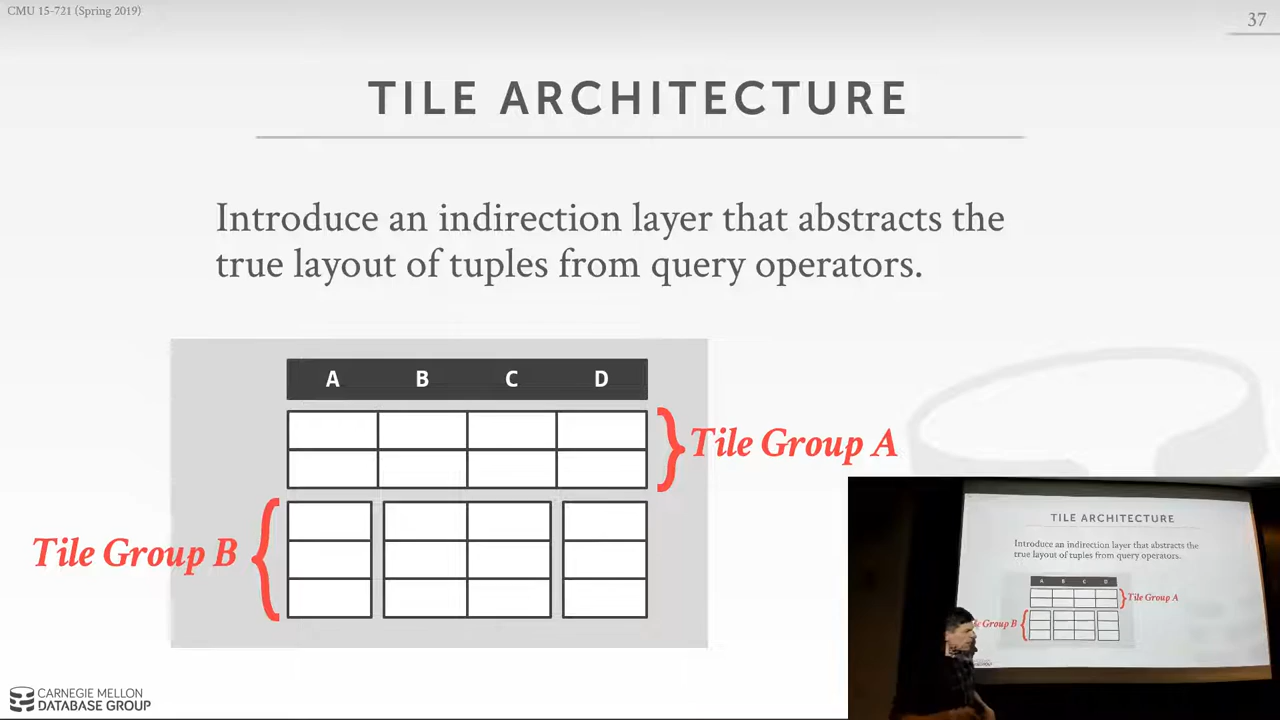 CMU 15-721 (Spring 2019)
37
TILE ARCHITECTURE
Introduce an indirection layer that abstracts the
true layout of tuples from query operators.
A B C D
Tile Group A
Tile Group B
CARNEGIE MELLON
DATABASE GROUP
TILE ARCHITECTURE
Introduce an indirection layer that abstracts the
true layout of tuples from query operators.
A B C D
Tile Group A
Group B